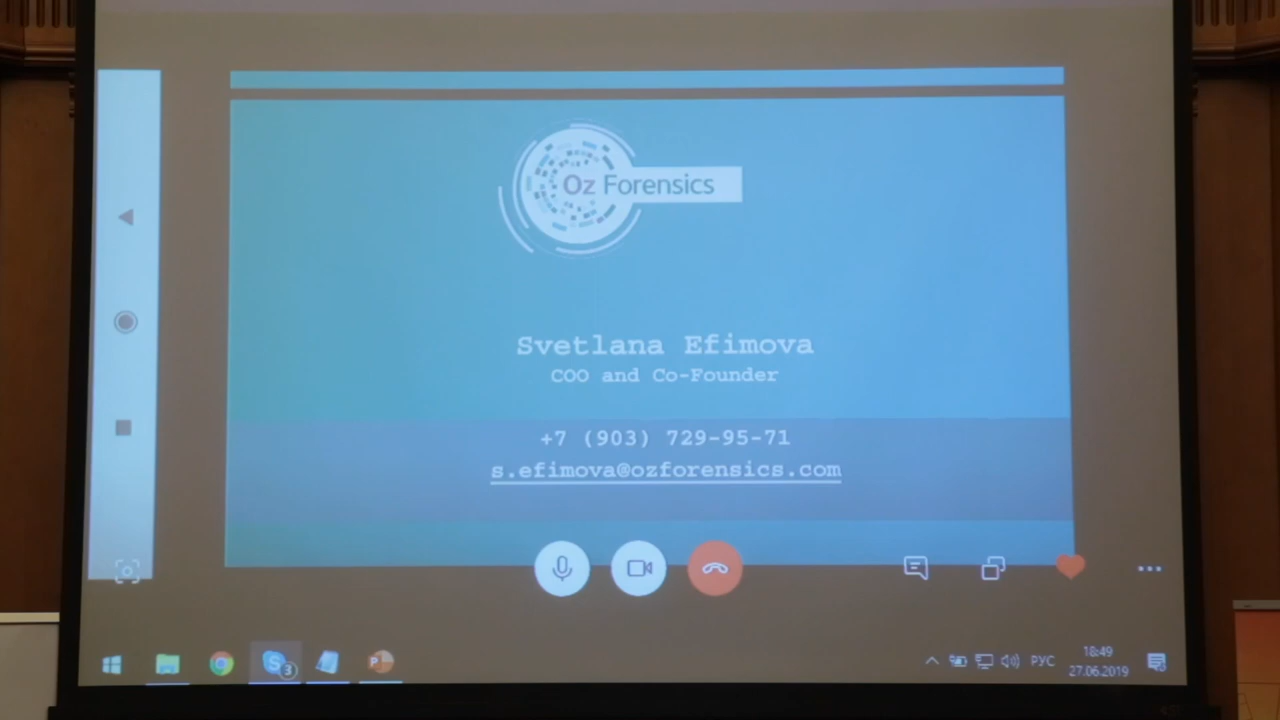 Oz Forensics
Svetlana Efimova
COO and Co-Founder
+7 (903) 729-95-71
s.efimova@ozforensics.com
S 3
P
РУС
18:49
27.06.2019